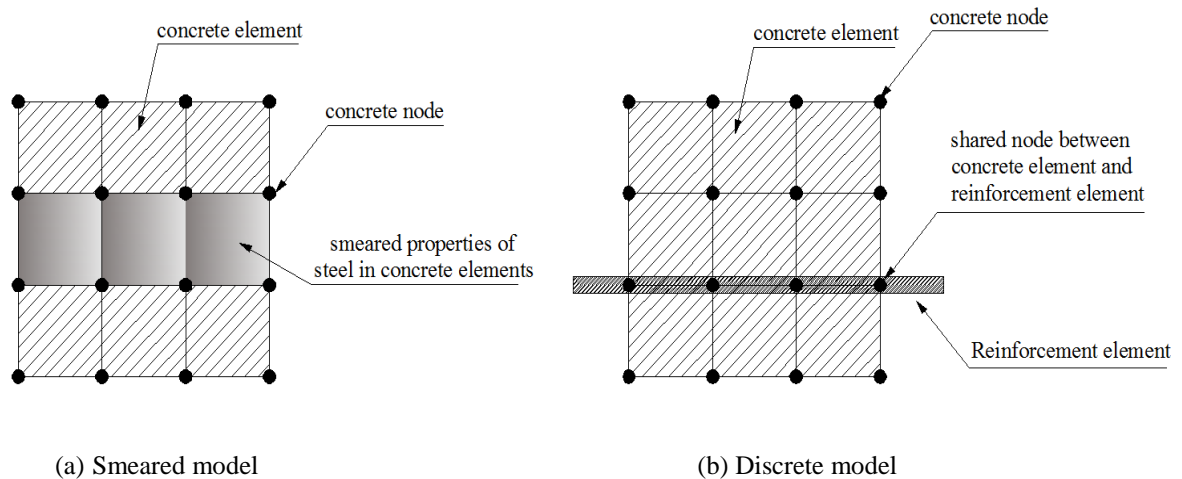 concrete element
concrete node
smeared properties of
steel in concrete elements
(a) Smeared model
concrete element
concrete node
shared node between
concrete element and
reinforcement element
Reinforcement element
(b) Discrete model